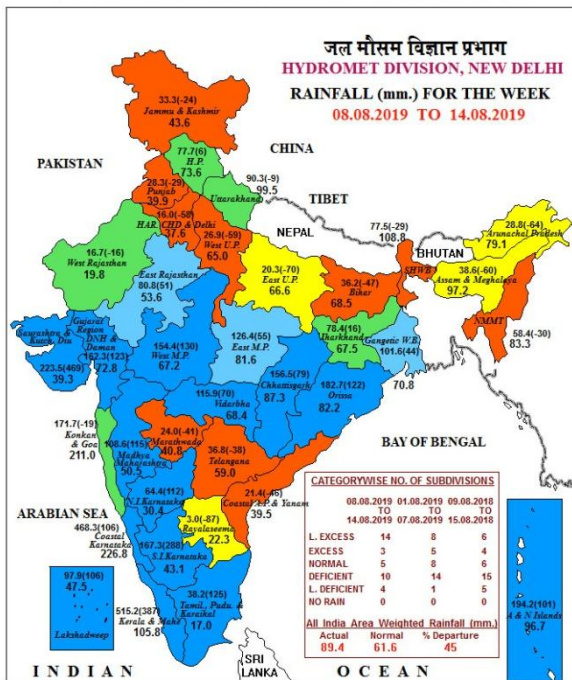 जल मौसम विज्ञान प्रभाग
HYDROMET DIVISION, NEW DELHI
RAINFALL (mm.) FOR THE WEEK
08.08.2019 TO 14.08.2019
33.3(-24)
Jammu & Kashmir
43.6
CHINA
PAKISTAN
77.7(6)
H.P.
73.6
90.3(-9)
99.5
Uttarakhand
TIBET
28.3(-29)
Punjab
39.9
16.0(-58)
HAR. CHD & Delhi
37.6
26.9(-59)
West U.P.
65.0
NEPAL
77.5(-29)
108.8
BHUTAN
28.8(-64)
Arunachal Pradesh
79.1
16.7(-16)
West Rajasthan
19.8
East Rajasthan
80.8(51)
53.6
20.3(-70)
East U.P.
66.6
36.2(-47)
Bihar
68.5
SHWB
38.6(-60)
Assam & Meghalaya
97.2
NMMT
58.4(-30)
83.3
Saurashtra &
Kutch, Diu
223.5(469)
39.3
Gujarat
Region
DNH &
Daman
162.3(123)
72.8
154.4(130)
West M.P.
67.2
126.4(55)
East M.P.
81.6
78.4(16)
Jharkhand
67.5
Gangetic W.B.
101.6(44)
70.8
156.5(79)
Chhattisgarh
87.3
182.7(122)
Orissa
82.2
115.9(70)
Vidarbha
68.4
171.7(-19)
Konkan
& Goa
211.0
108.6(115)
Madhya
Maharashtra
50.5
24.0(-41)
Marathwada
40.8
36.8(-38)
Telangana
59.0
BAY OF BENGAL
21.4(-46)
Coastal A.P. & Yanam
39.5
64.4(112)
N.I.Karnataka
30.4
3.0(-87)
Rayalaseema
22.3
ARABIAN SEA
468.3(106)
Coastal
Karnataka
226.8
167.3(288)
S.I.Karnataka
43.1
97.9(106)
47.5
Lakshadweep
515.2(387)
Kerala & Mahe
105.8
38.2(125)
Tamil, Pudu. &
Karaikal
17.0
194.2(101)
A & N Islands
96.7
CATEGORYWISE NO. OF SUBDIVISIONS
08.08.2019 01.08.2019 09.08.2018
TO TO TO
14.08.2019 07.08.2019 15.08.2018
L. EXCESS 14 8 6
EXCESS 3 5 4
NORMAL 5 8 6
DEFICIENT 10 14 15
L. DEFICIENT 4 1 5
NO RAIN 0 0 0
All India Area Weighted Rainfall (mm.)
Actual Normal % Departure
89.4 61.6 45
SRI
LANKA
INDIAN OCEAN